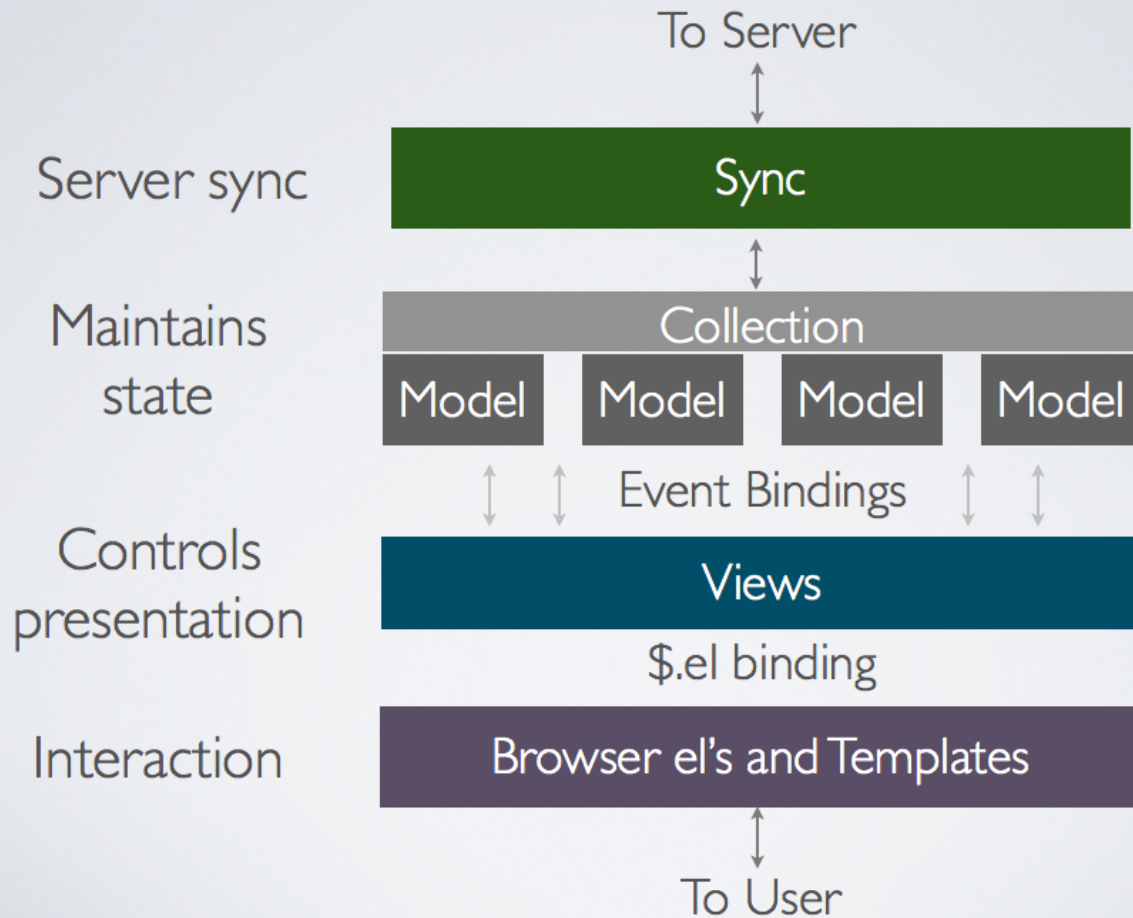 To Server
Server sync
Sync
Maintains
state
Collection
Model Model Model Model
Event Bindings
Controls
presentation
Views
$.el binding
Interaction
Browser el's and Templates
To User